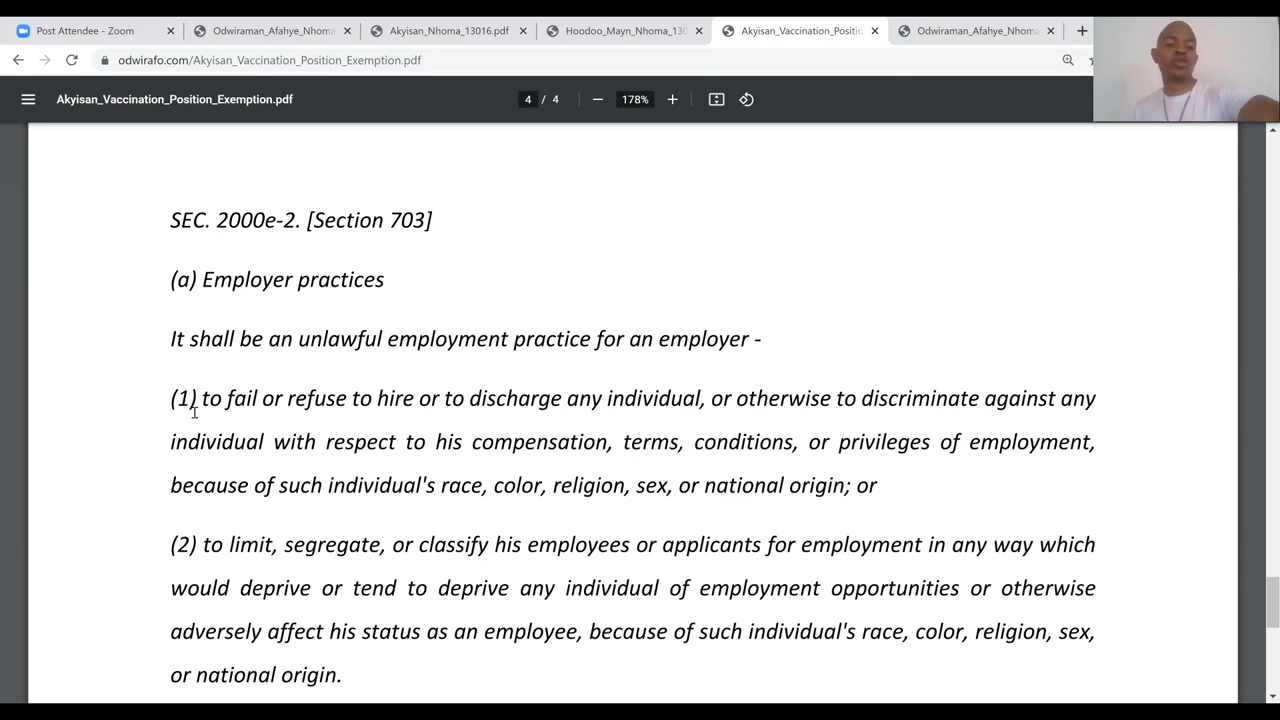 Post Attendee - Zoom
Odwiraman_Afahye_Nhoma
Akyisan_Nhoma_13016.pdf
Hoodoo_Mayn_Nhoma_130
Akyisan_Vaccination_Positio
Odwiraman_Afahye_Nhoma
odwirafo.com/Akyisan_Vaccination_Position_Exemption.pdf
Akyisan_Vaccination_Position_Exemption.pdf
4 / 4
178%
SEC. 2000e-2. [Section 703]
(a) Employer practices
It shall be an unlawful employment practice for an employer -
(1) to fail or refuse to hire or to discharge any individual, or otherwise to discriminate against any
individual with respect to his compensation, terms, conditions, or privileges of employment,
because of such individual's race, color, religion, sex, or national origin; or
(2) to limit, segregate, or classify his employees or applicants for employment in any way which
would deprive or tend to deprive any individual of employment opportunities or otherwise
adversely affect his status as an employee, because of such individual's race, color, religion, sex,
or national origin.